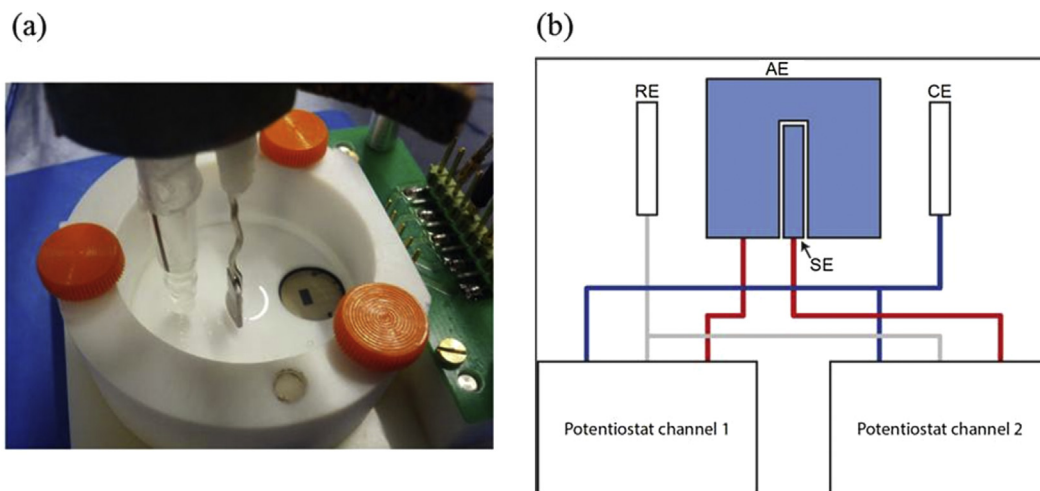 (a)
(b)
AE
RE
CE
SE
Potentiostat channel 1
Potentiostat channel 2